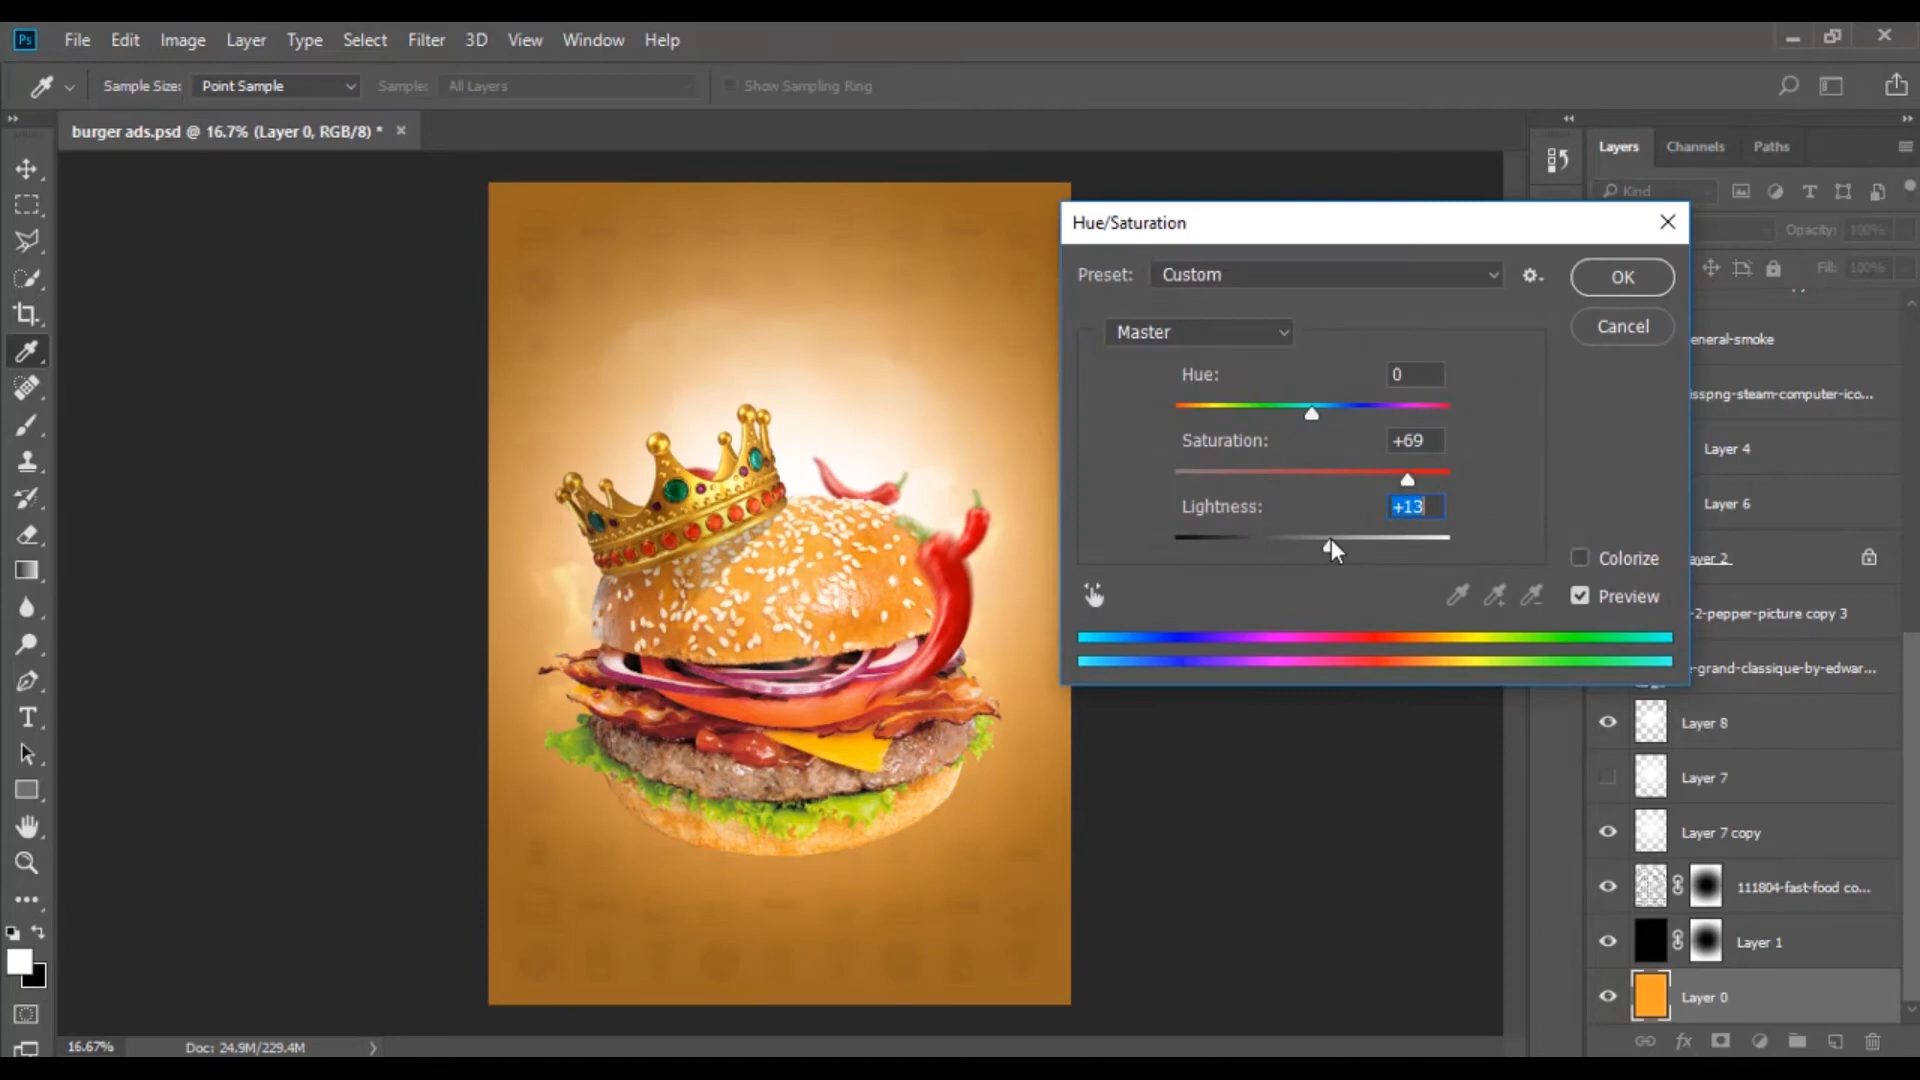 Ps File Edit Image Layer Type Select Filter 3D View Window Help
Sample Size: Point Sample Sample: All Layers Show Sampling Ring
burger ads.psd @ 16.7% (Layer 0, RGB/8) *
Layers Channels Paths
Kind
Opacity: 100%
Fill: 100%
Hue/Saturation
Preset: Custom
OK
Cancel
Master
Hue: 0
Saturation: +69
Lightness: +13
Colorize
Preview
eneral-smoke
isspng-steam-computer-ico...
Layer 4
Layer 6
ayer 2
-2-pepper-picture copy 3
-grand-classique-by-edwar...
Layer 8
Layer 7
Layer 7 copy
111804-fast-food co...
Layer 1
Layer 0
T
fx
16.67% Doc: 24.9M/229.4M